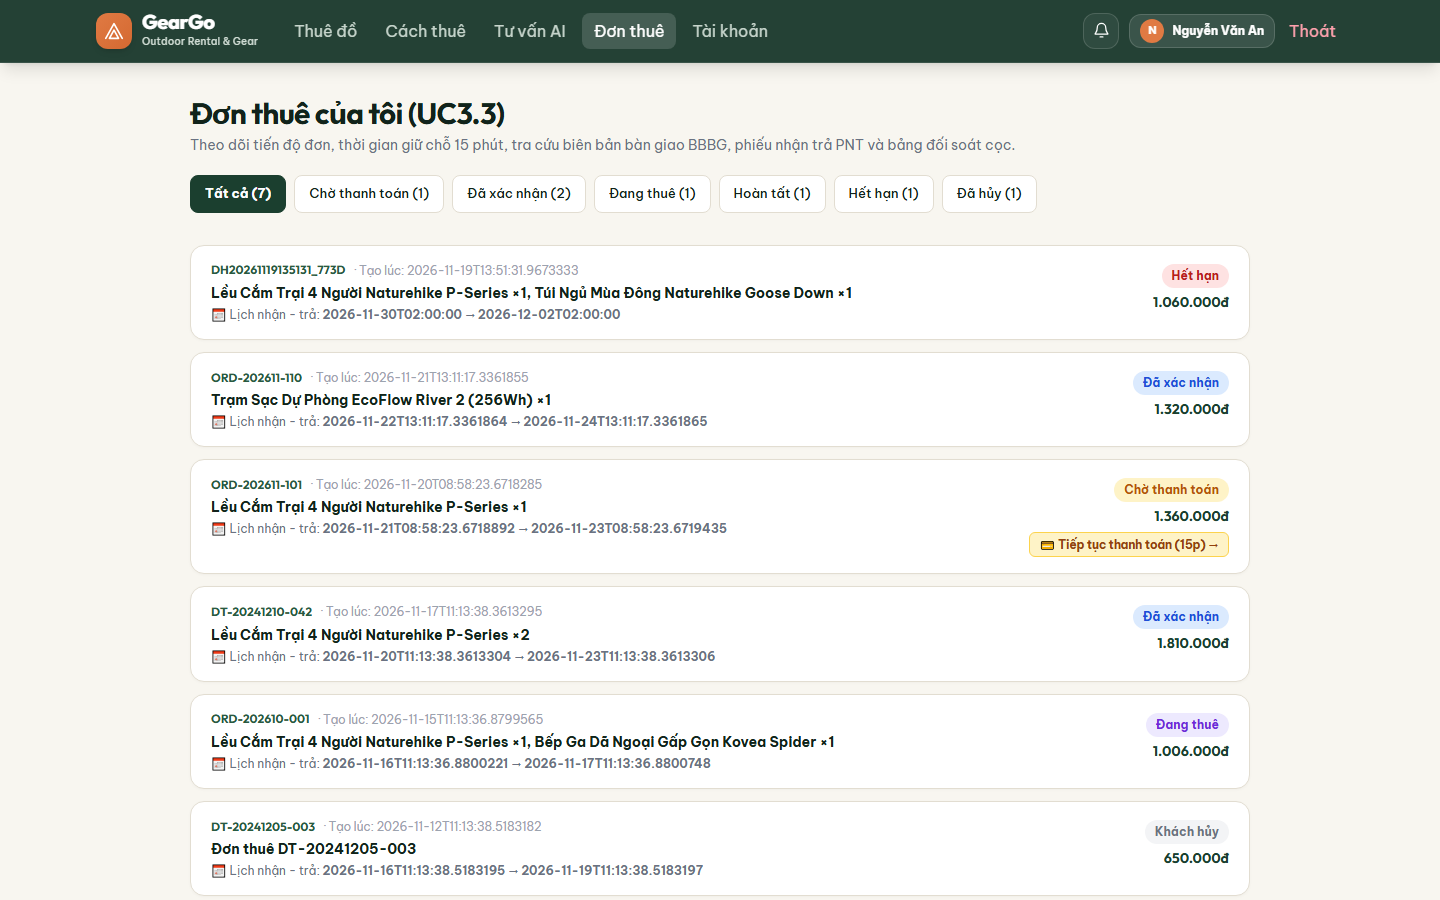 GearGo
Outdoor Rental & Gear
Thuê đồ
Cách thuê
Tư vấn AI
Đơn thuê
Tài khoản
N
Nguyễn Văn An
Thoát
Đơn thuê của tôi (UC3.3)
Theo dõi tiến độ đơn, thời gian giữ chỗ 15 phút, tra cứu biên bản bàn giao BBBG, phiếu nhận trả PNT và bảng đối soát cọc.
Tất cả (7)
Chờ thanh toán (1)
Đã xác nhận (2)
Đang thuê (1)
Hoàn tất (1)
Hết hạn (1)
Đã hủy (1)
DH20261119135131_773D · Tạo lúc: 2026-11-19T13:51:31.9673333
Hết hạn
Lều Cắm Trại 4 Người Naturehike P-Series ×1, Túi Ngủ Mùa Đông Naturehike Goose Down ×1
1.060.000đ
Lịch nhận - trả: 2026-11-30T02:00:00 → 2026-12-02T02:00:00
ORD-202611-110 · Tạo lúc: 2026-11-21T13:11:17.3361855
Đã xác nhận
Trạm Sạc Dự Phòng EcoFlow River 2 (256Wh) ×1
1.320.000đ
Lịch nhận - trả: 2026-11-22T13:11:17.3361864 → 2026-11-24T13:11:17.3361865
ORD-202611-101 · Tạo lúc: 2026-11-20T08:58:23.6718285
Chờ thanh toán
Lều Cắm Trại 4 Người Naturehike P-Series ×1
1.360.000đ
Lịch nhận - trả: 2026-11-21T08:58:23.6718892 → 2026-11-23T08:58:23.6719435
Tiếp tục thanh toán (15p) →
DT-20241210-042 · Tạo lúc: 2026-11-17T11:13:38.3613295
Đã xác nhận
Lều Cắm Trại 4 Người Naturehike P-Series ×2
1.810.000đ
Lịch nhận - trả: 2026-11-20T11:13:38.3613304 → 2026-11-23T11:13:38.3613306
ORD-202610-001 · Tạo lúc: 2026-11-15T11:13:36.8799565
Đang thuê
Lều Cắm Trại 4 Người Naturehike P-Series ×1, Bếp Ga Dã Ngoại Gấp Gọn Kovea Spider ×1
1.006.000đ
Lịch nhận - trả: 2026-11-16T11:13:36.8800221 → 2026-11-17T11:13:36.8800748
DT-20241205-003 · Tạo lúc: 2026-11-12T11:13:38.5183182
Khách hủy
Đơn thuê DT-20241205-003
650.000đ
Lịch nhận - trả: 2026-11-16T11:13:38.5183195 → 2026-11-19T11:13:38.5183197